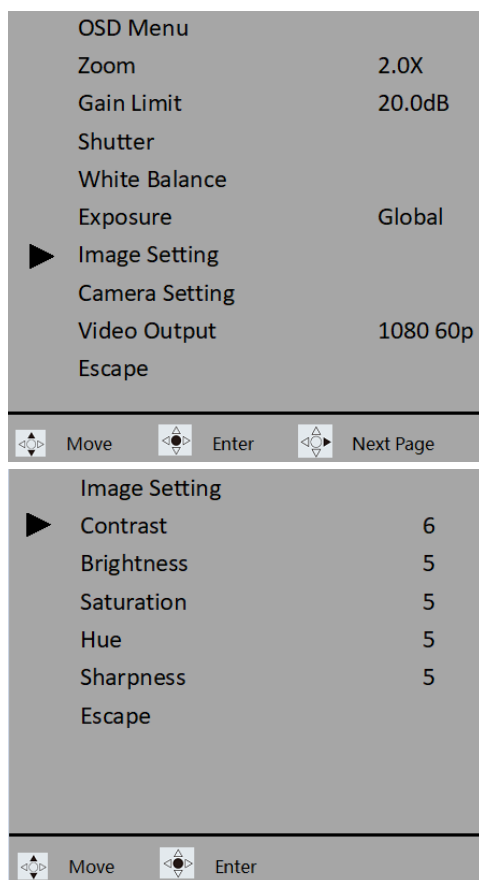 OSD Menu
Zoom 2.0X
Gain Limit 20.0dB
Shutter
White Balance
Exposure Global
Image Setting
Camera Setting
Video Output 1080 60p
Escape
Move Enter Next Page
Image Setting
Contrast 6
Brightness 5
Saturation 5
Hue 5
Sharpness 5
Escape
Move Enter